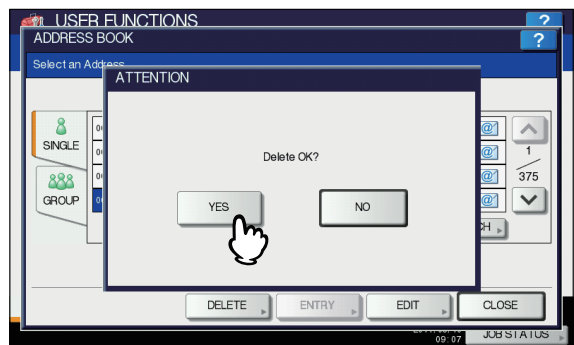 USER FUNCTIONS
?
ADDRESS BOOK
?
Select an Address
ATTENTION
SINGLE
1
375
GROUP
Delete OK?
YES
NO
DELETE
ENTRY
EDIT
CLOSE
09:07
JOB STATUS